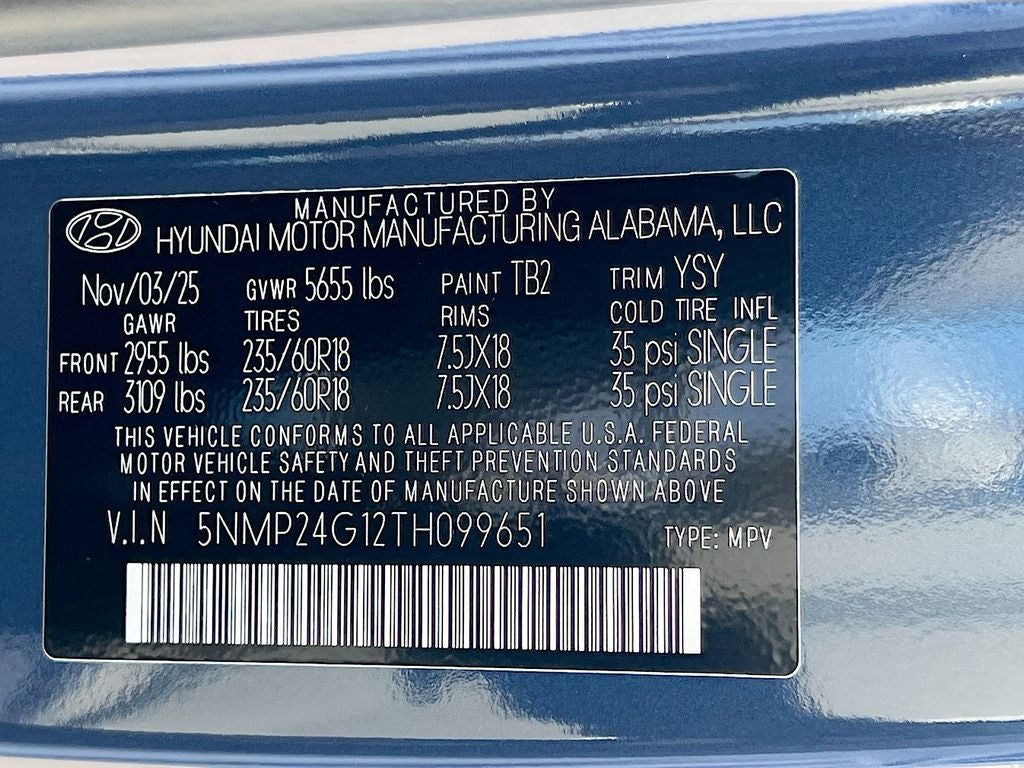 MANUFACTURED BY
HYUNDAI MOTOR MANUFACTURING ALABAMA, LLC
Nov/03/25 GVWR 5655 lbs PAINT TB2 TRIM YSY
GAWR TIRES RIMS COLD TIRE INFL
FRONT 2955 lbs 235/60R18 7.5JX18 35 psi SINGLE
REAR 3109 lbs 235/60R18 7.5JX18 35 psi SINGLE
THIS VEHICLE CONFORMS TO ALL APPLICABLE U.S.A. FEDERAL
MOTOR VEHICLE SAFETY AND THEFT PREVENTION STANDARDS
IN EFFECT ON THE DATE OF MANUFACTURE SHOWN ABOVE
V.I.N 5NMP24G12TH099651 TYPE: MPV